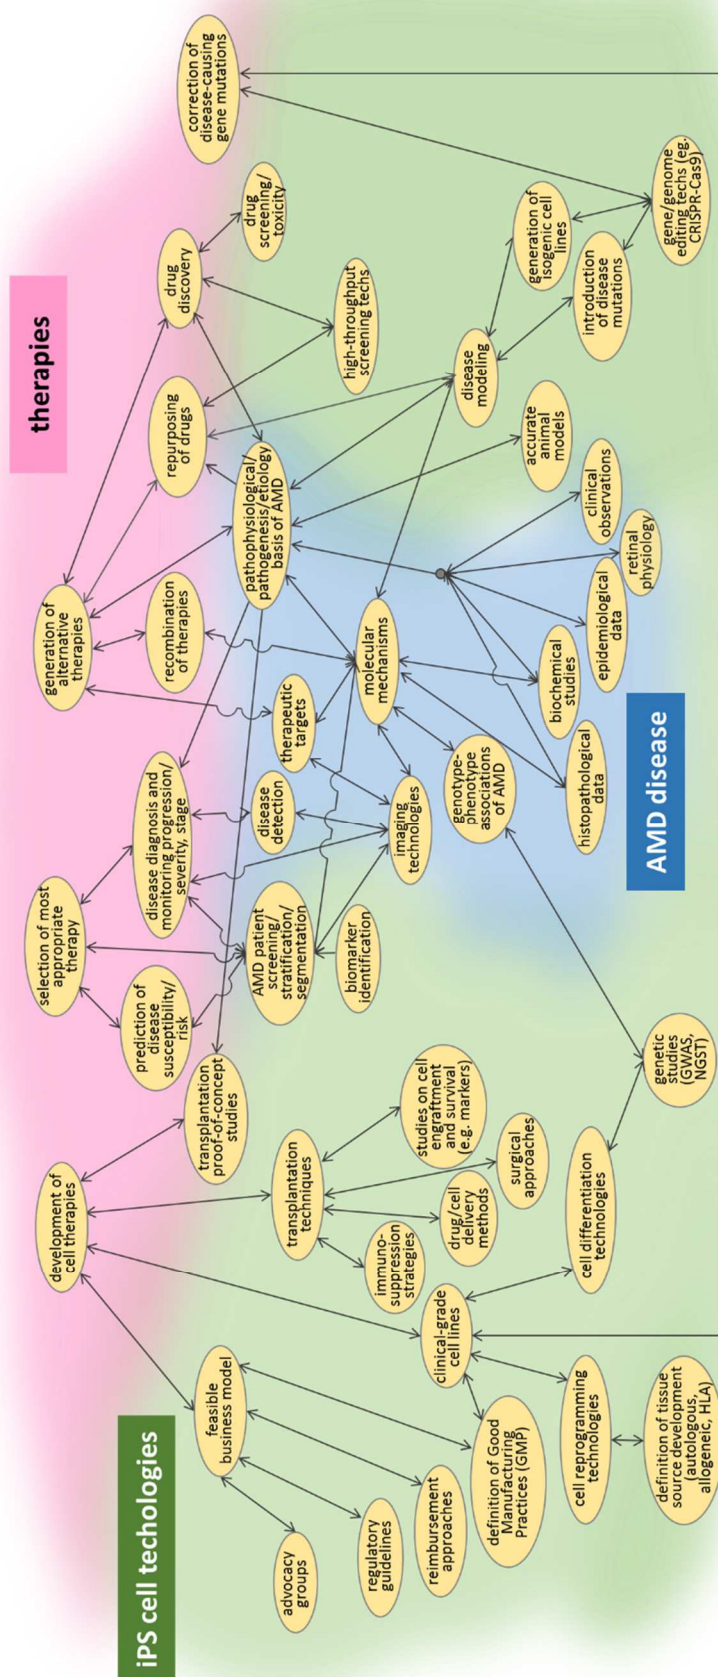 therapies
iPS cell techologies
AMD disease
development of
cell therapies
selection of most
appropriate
therapy
generation of
alternative
therapies
prediction of
disease
susceptibility/
risk
disease diagnosis and
monitoring progression/
severity, stage
recombination
of therapies
repurposing
of drugs
drug
discovery
correction of
disease-causing
gene mutations
feasible
business model
transplantation
proof-of-concept
studies
pathophysiological/
pathogenesis/etiology
basis of AMD
drug
screening/
toxicity
advocacy
groups
transplantation
techniques
AMD patient
screening/
stratification/
segmentation
disease
detection
therapeutic
targets
high-throughput
screening techs
regulatory
guidelines
immuno-
suppression
strategies
biomarker
identification
imaging
technologies
molecular
mechanisms
reimbursement
approaches
clinical-grade
cell lines
drug/cell
delivery
methods
studies on cell
engraftment
and survival
(e.g. markers)
genotype-
phenotype
associations
of AMD
disease
modeling
definition of Good
Manufacturing
Practices (GMP)
surgical
approaches
biochemical
studies
accurate
animal
models
generation of
isogenic cell
lines
cell reprogramming
technologies
cell differentiation
technologies
histopathological
data
epidemiological
data
clinical
observations
introduction
of disease
mutations
retinal
physiology
definition of tissue
source development
(autologous,
allogeneic, HLA)
genetic
studies
(GWAS,
NGST)
gene/genome
editing techs (eg.
CRISPR-Cas9)